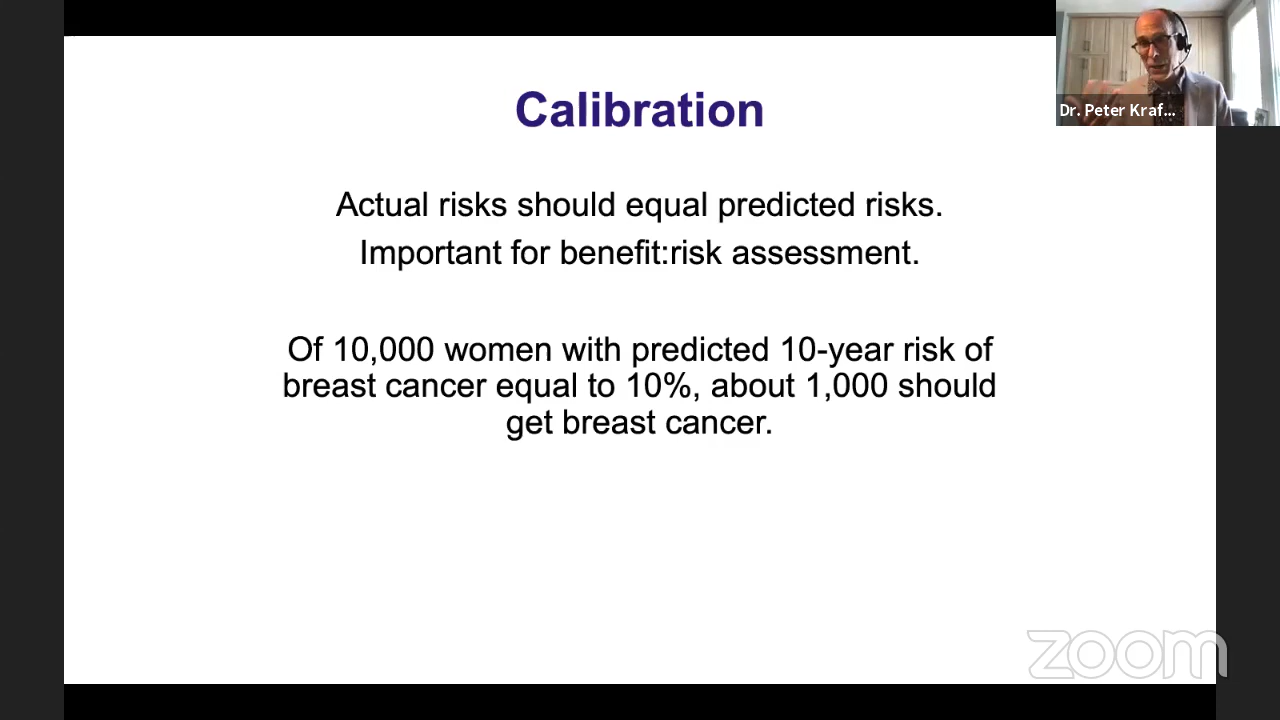 Calibration
Dr. Peter Kraf...
Actual risks should equal predicted risks.
Important for benefit:risk assessment.
Of 10,000 women with predicted 10-year risk of
breast cancer equal to 10%, about 1,000 should
get breast cancer.
zoom